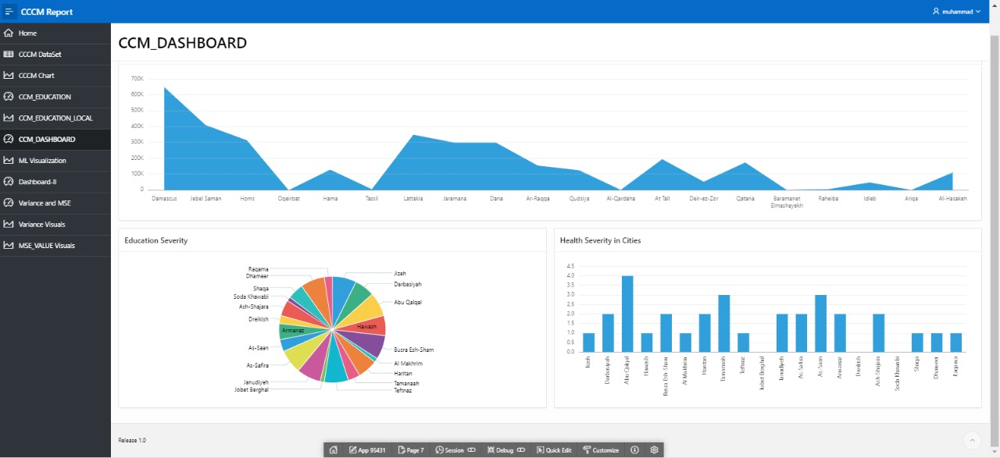 CCCM Report
muhammad
Home
CCCM DataSet
CCCM Chart
CCM_EDUCATION
CCM_EDUCATION_LOCAL
CCM_DASHBOARD
ML Visualization
Dashboard-II
Variance and MSE
Variance Visuals
MSE_VALUE Visuals
CCM_DASHBOARD
700K
600K
500K
400K
300K
200K
100K
0
Damascus Jebel Saman Homs Dqeirbat Hama Tassil Lattakia Jaramana Dana Ar-Raqqa Qudsiya Al-Qardaha At Tall Deir-ez-Zor Qatana Baramanet Elmashayekh Raheiba Idleb Ariqa Al-Hasakeh
Education Severity
Raqama
Dhameer
Shaqa
Soda Khawabi
Ash-Shajara
Dreikish
Armanaz
As-Saan
As-Safira
Janudiyeh
Jobet Berghal
Jizeh
Darbasiyah
Abu Qalqal
Hawash
Busra Esh-Sham
Al Makhrim
Haritan
Tamanaah
Teftnaz
Health Severity in Cities
4.5
4.0
3.5
3.0
2.5
2.0
1.5
1.0
0.5
0.0
Jizeh
Darbasiyah
Abu Qalqal
Hawash
Busra Esh-Sham
Al Makhrim
Haritan
Tamanaah
Teftnaz
Jobet Berghal
Janudiyeh
As-Safira
As-Saan
Armanaz
Dreikish
Ash-Shajara
Soda Khawabi
Shaqa
Dhameer
Raqama
Release 1.0
App 95431 Page 7 Session Debug Quick Edit Customize